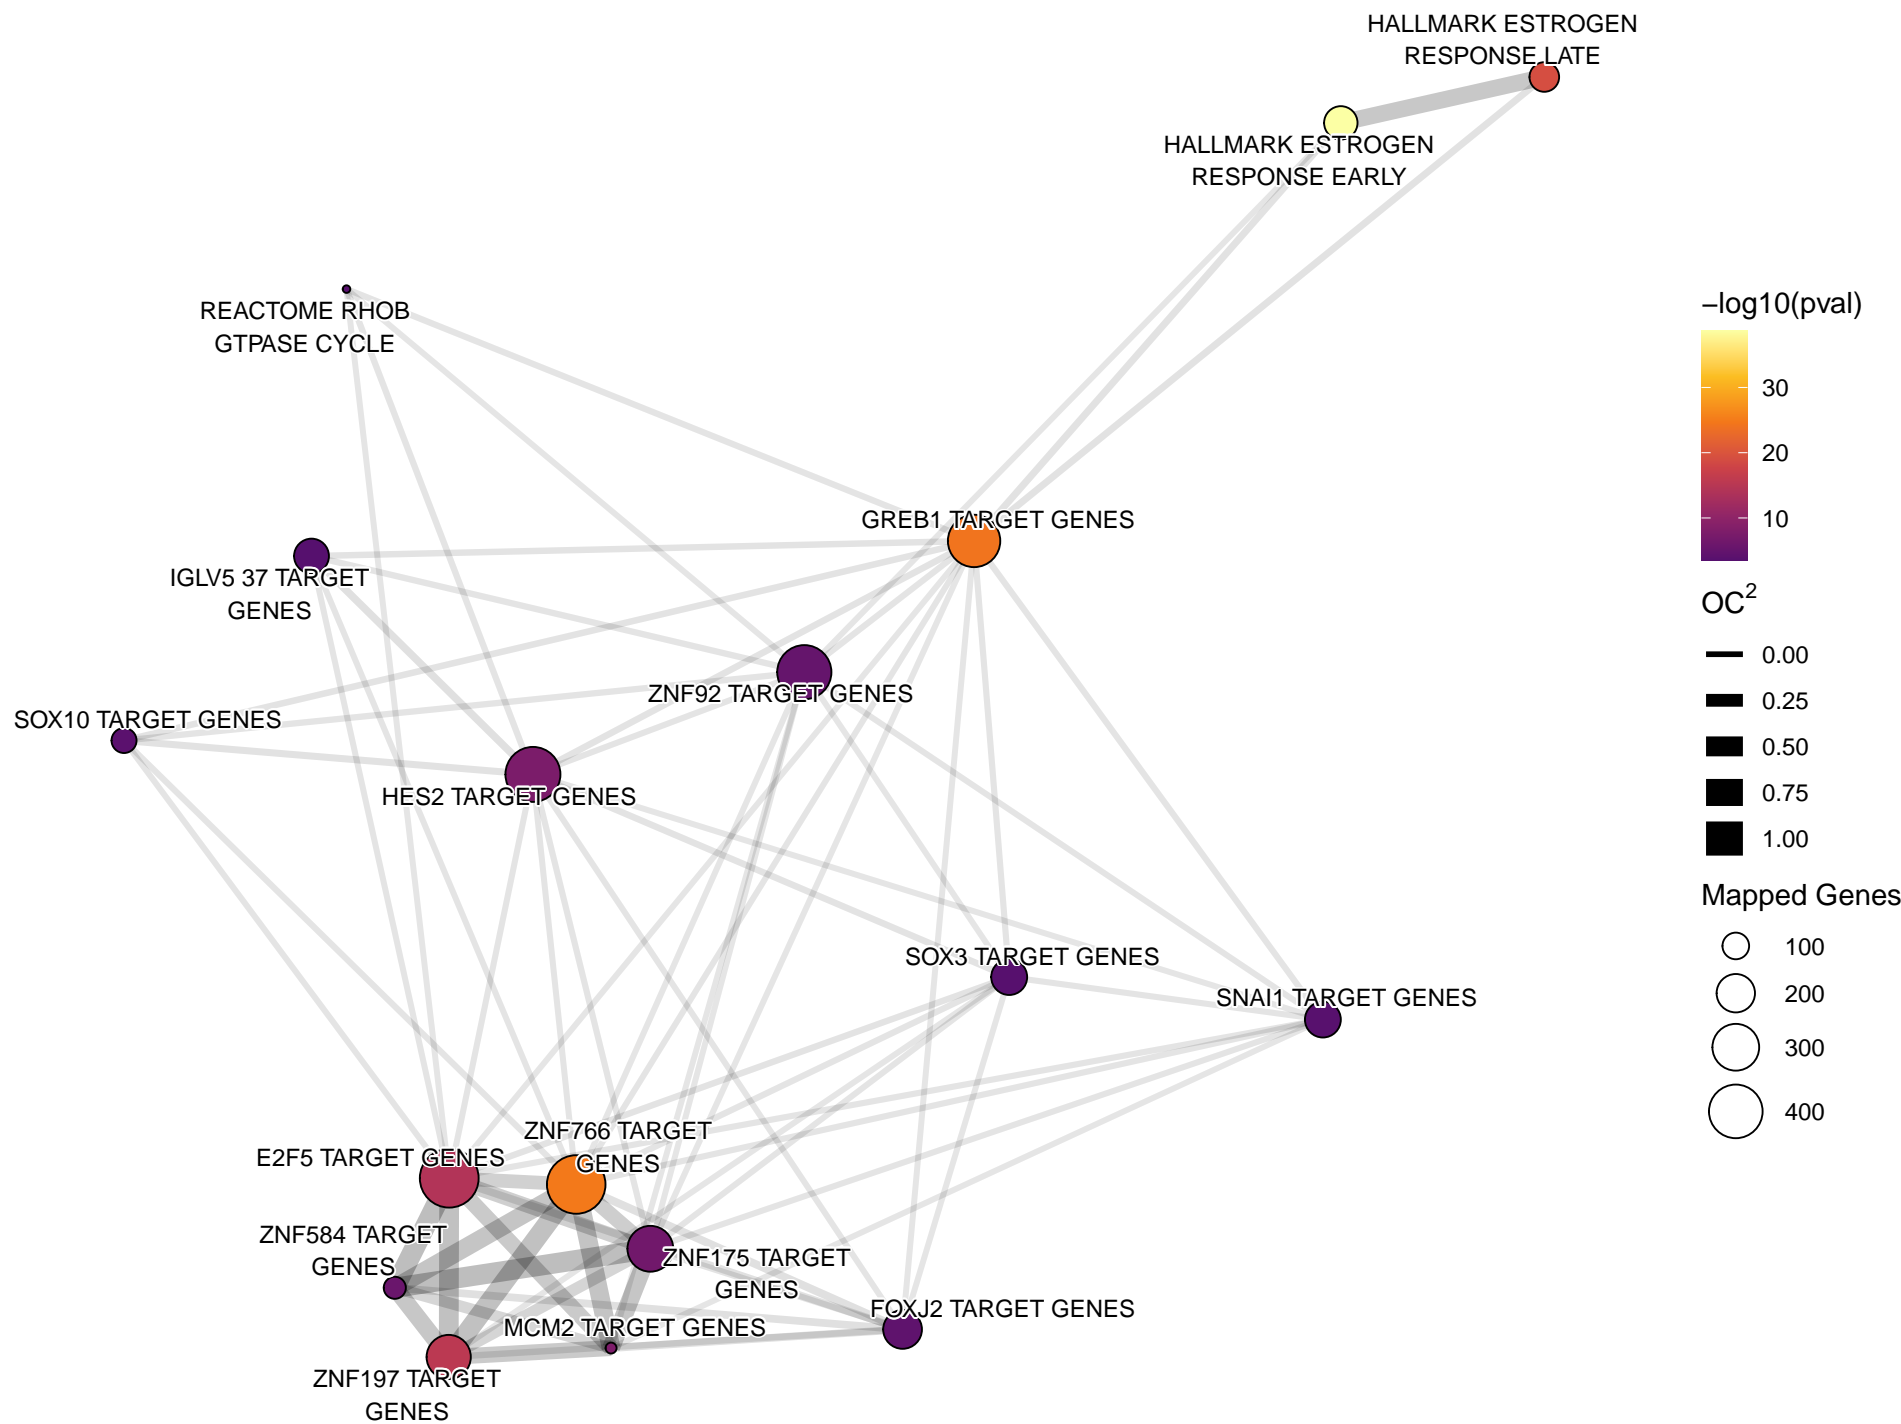 HALLMARK ESTROGEN
RESPONSE LATE
HALLMARK ESTROGEN
RESPONSE EARLY
REACTOME RHOB
GTPASE CYCLE
GREB1 TARGET GENES
IGLV5 37 TARGET
GENES
ZNF92 TARGET GENES
SOX10 TARGET GENES
HES2 TARGET GENES
SOX3 TARGET GENES
SNAI1 TARGET GENES
ZNF766 TARGET
GENES
E2F5 TARGET GENES
ZNF584 TARGET
GENES
ZNF175 TARGET
GENES
FOXJ2 TARGET GENES
MCM2 TARGET GENES
ZNF197 TARGET
GENES
−log10(pval)
30
20
10
OC²
0.00
0.25
0.50
0.75
1.00
Mapped Genes
100
200
300
400